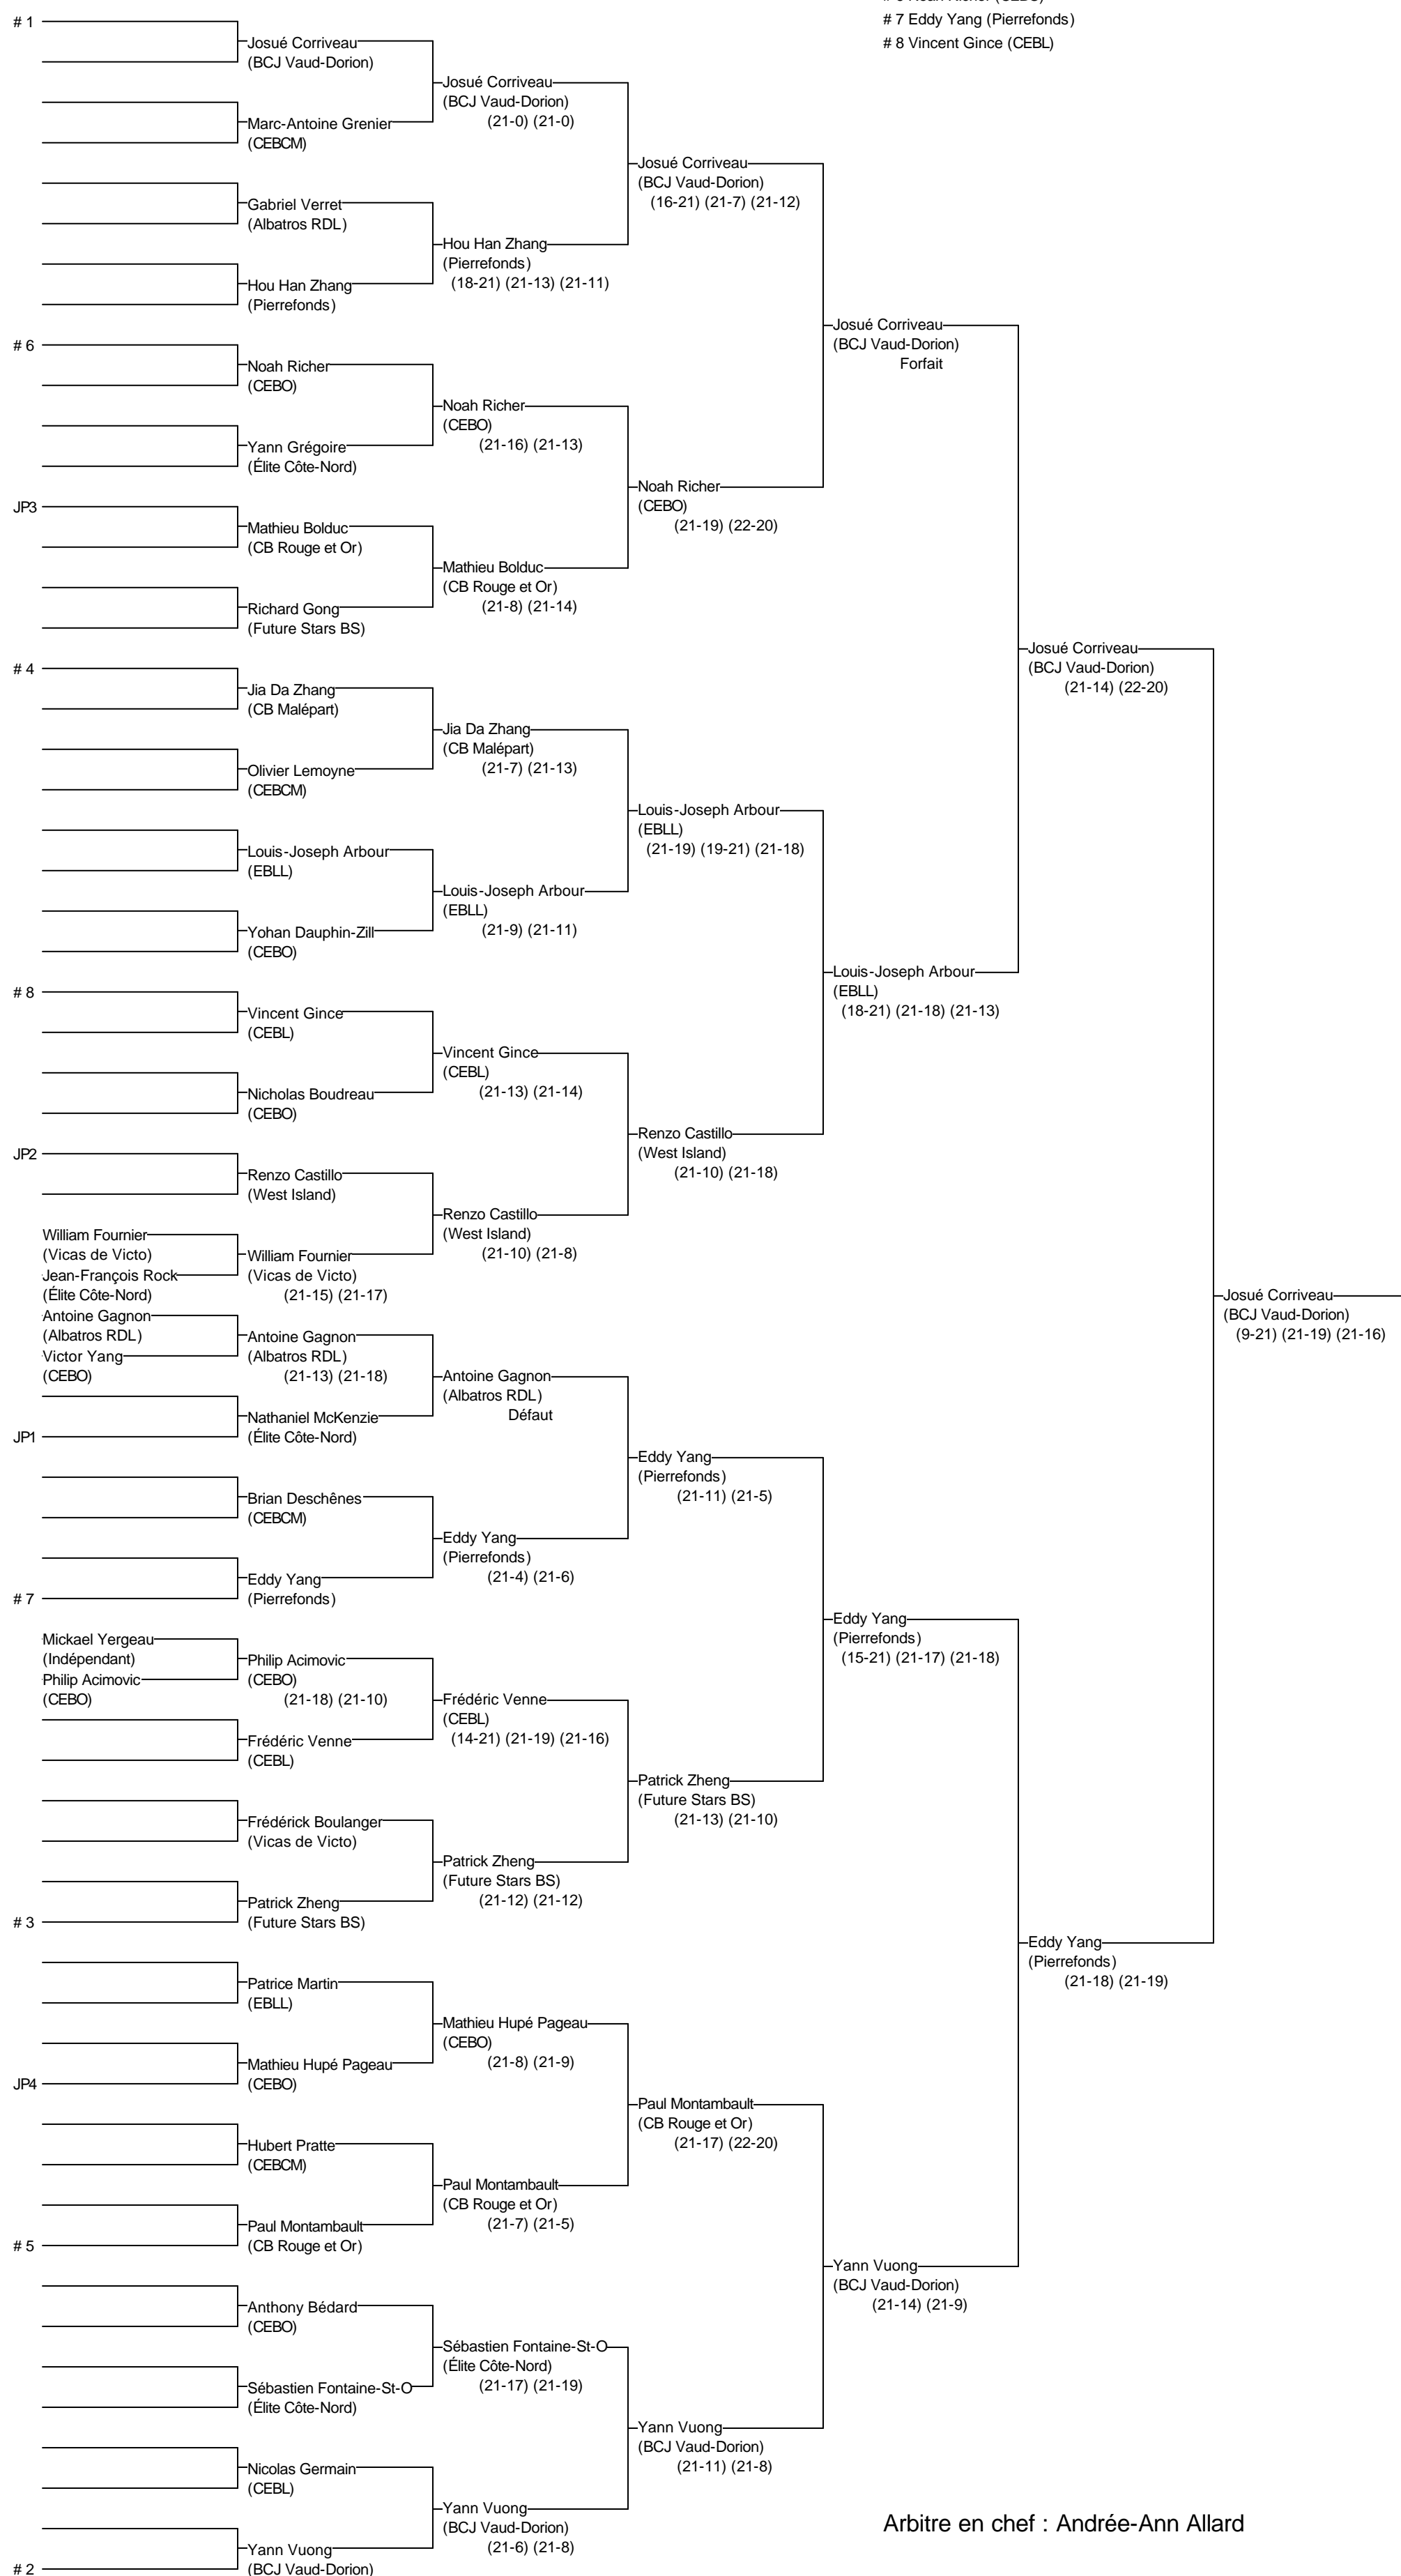 # 7 Eddy Yang (Pierrefonds)
# 8 Vincent Gince (CEBL)
# 1
Josué Corriveau
(BCJ Vaud-Dorion)
Josué Corriveau
(BCJ Vaud-Dorion)
(21-0) (21-0)
Marc-Antoine Grenier
(CEBCM)
Josué Corriveau
(BCJ Vaud-Dorion)
(16-21) (21-7) (21-12)
Gabriel Verret
(Albatros RDL)
Hou Han Zhang
(Pierrefonds)
(18-21) (21-13) (21-11)
Hou Han Zhang
(Pierrefonds)
Josué Corriveau
(BCJ Vaud-Dorion)
Forfait
# 6
Noah Richer
(CEBO)
Noah Richer
(CEBO)
(21-16) (21-13)
Yann Grégoire
(Élite Côte-Nord)
Noah Richer
(CEBO)
(21-19) (22-20)
JP3
Mathieu Bolduc
(CB Rouge et Or)
Mathieu Bolduc
(CB Rouge et Or)
(21-8) (21-14)
Richard Gong
(Future Stars BS)
Josué Corriveau
(BCJ Vaud-Dorion)
(21-14) (22-20)
# 4
Jia Da Zhang
(CB Malépart)
Jia Da Zhang
(CB Malépart)
(21-7) (21-13)
Olivier Lemoyne
(CEBCM)
Louis-Joseph Arbour
(EBLL)
(21-19) (19-21) (21-18)
Louis-Joseph Arbour
(EBLL)
Louis-Joseph Arbour
(EBLL)
(21-9) (21-11)
Yohan Dauphin-Zill
(CEBO)
Louis-Joseph Arbour
(EBLL)
(18-21) (21-18) (21-13)
# 8
Vincent Gince
(CEBL)
Vincent Gince
(CEBL)
(21-13) (21-14)
Nicholas Boudreau
(CEBO)
Renzo Castillo
(West Island)
(21-10) (21-18)
JP2
Renzo Castillo
(West Island)
Renzo Castillo
(West Island)
(21-10) (21-8)
William Fournier
(Vicas de Victo)
William Fournier
(Vicas de Victo)
(21-15) (21-17)
Jean-François Rock
(Élite Côte-Nord)
Josué Corriveau
(BCJ Vaud-Dorion)
(9-21) (21-19) (21-16)
Antoine Gagnon
(Albatros RDL)
Antoine Gagnon
(Albatros RDL)
(21-13) (21-18)
Victor Yang
(CEBO)
Antoine Gagnon
(Albatros RDL)
Défaut
Nathaniel McKenzie
(Élite Côte-Nord)
JP1
Eddy Yang
(Pierrefonds)
(21-11) (21-5)
Brian Deschênes
(CEBCM)
Eddy Yang
(Pierrefonds)
(21-4) (21-6)
Eddy Yang
(Pierrefonds)
# 7
Eddy Yang
(Pierrefonds)
(15-21) (21-17) (21-18)
Mickael Yergeau
(Indépendant)
Philip Acimovic
(CEBO)
(21-18) (21-10)
Philip Acimovic
(CEBO)
Frédéric Venne
(CEBL)
(14-21) (21-19) (21-16)
Frédéric Venne
(CEBL)
Patrick Zheng
(Future Stars BS)
(21-13) (21-10)
Frédérick Boulanger
(Vicas de Victo)
Patrick Zheng
(Future Stars BS)
(21-12) (21-12)
Patrick Zheng
(Future Stars BS)
# 3
Eddy Yang
(Pierrefonds)
(21-18) (21-19)
Patrice Martin
(EBLL)
Mathieu Hupé Pageau
(CEBO)
(21-8) (21-9)
Mathieu Hupé Pageau
(CEBO)
JP4
Paul Montambault
(CB Rouge et Or)
(21-17) (22-20)
Hubert Pratte
(CEBCM)
Paul Montambault
(CB Rouge et Or)
(21-7) (21-5)
Paul Montambault
(CB Rouge et Or)
# 5
Yann Vuong
(BCJ Vaud-Dorion)
(21-14) (21-9)
Anthony Bédard
(CEBO)
Sébastien Fontaine-St-O
(Élite Côte-Nord)
(21-17) (21-19)
Sébastien Fontaine-St-O
(Élite Côte-Nord)
Yann Vuong
(BCJ Vaud-Dorion)
(21-11) (21-8)
Nicolas Germain
(CEBL)
Yann Vuong
(BCJ Vaud-Dorion)
(21-6) (21-8)
Yann Vuong
(BCJ Vaud-Dorion)
# 2
Arbitre en chef : Andrée-Ann Allard